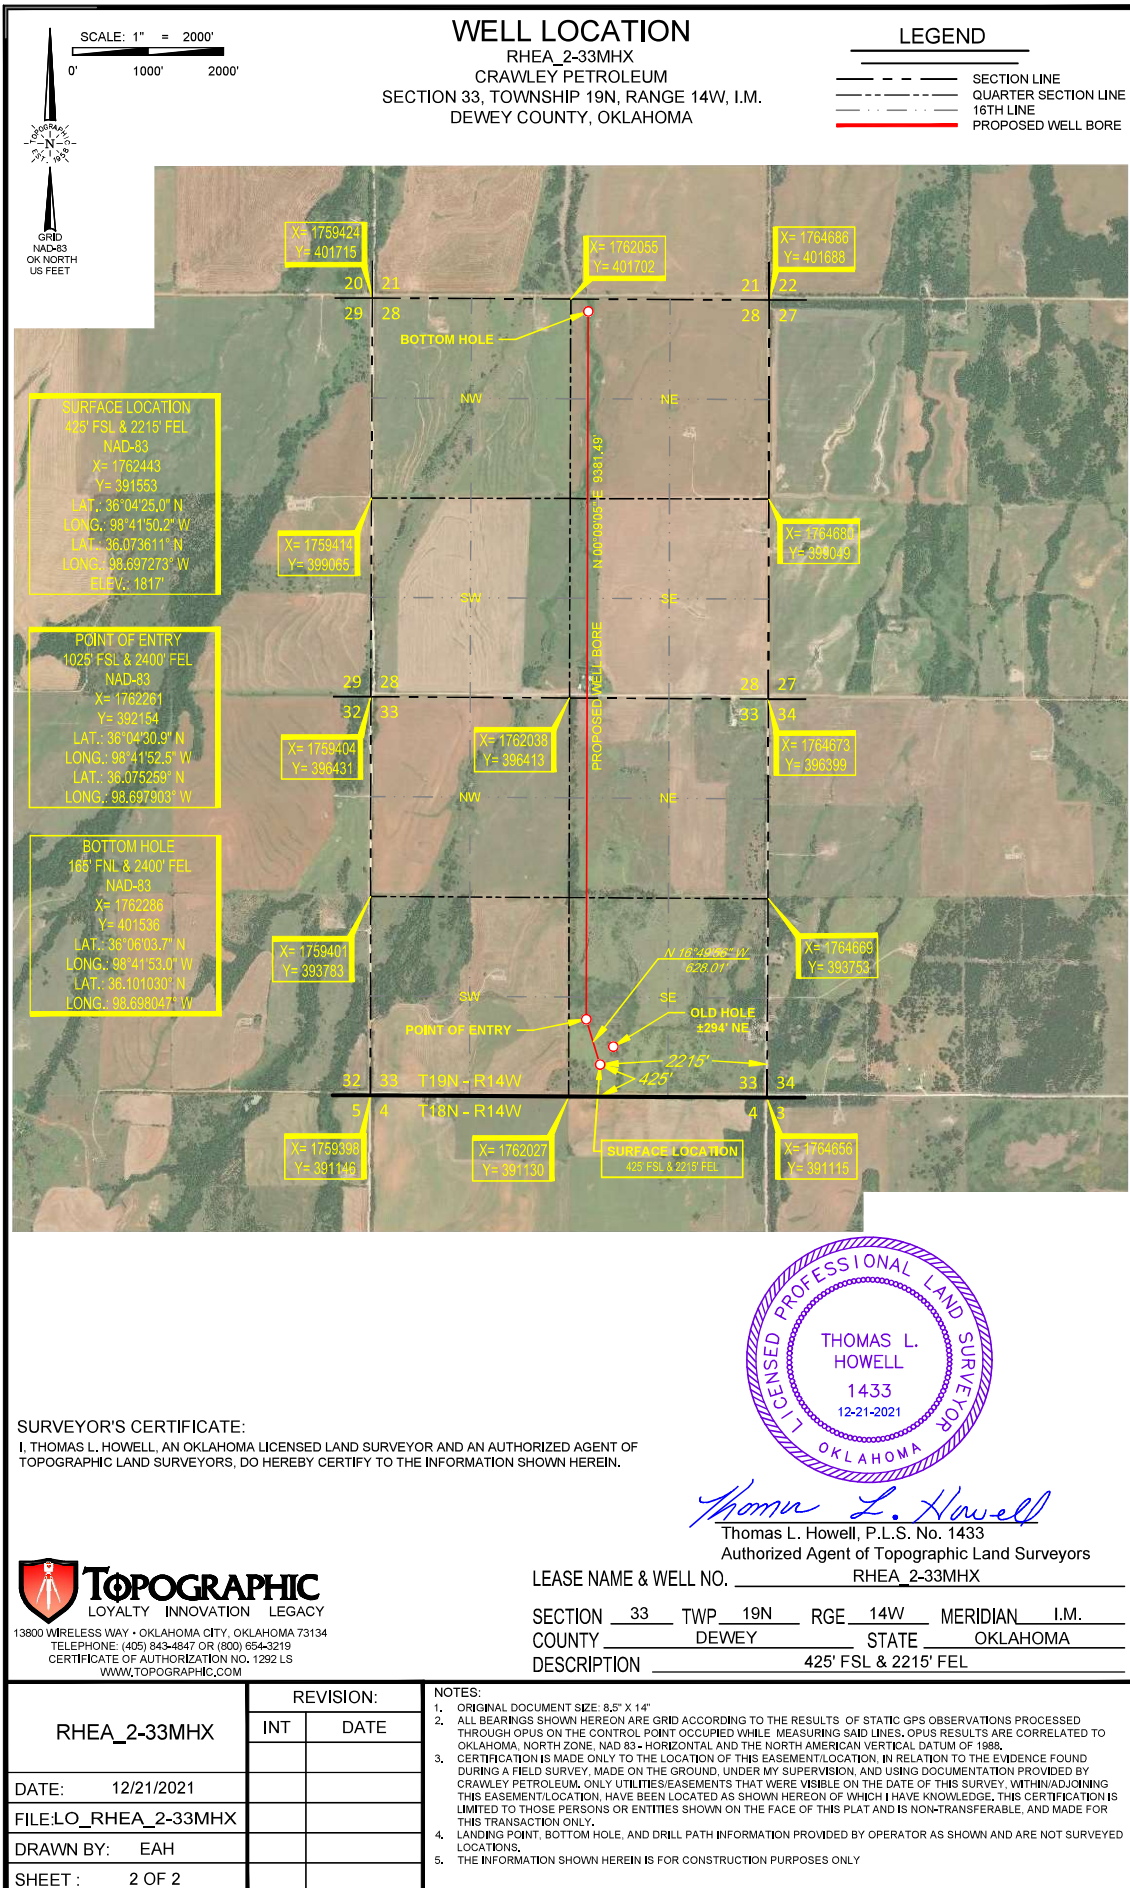 WELL LOCATION
RHEA_2-33MHX
CRAWLEY PETROLEUM
SECTION 33, TOWNSHIP 19N, RANGE 14W, I.M.
DEWEY COUNTY, OKLAHOMA
SCALE: 1" = 2000'
0' 1000' 2000'
TOPOGRAPHIC
N
EST. 1958
GRID
NAD-83
OK NORTH
US FEET
LEGEND
SECTION LINE
QUARTER SECTION LINE
16TH LINE
PROPOSED WELL BORE
X= 1759424
Y= 401715
X= 1762055
Y= 401702
X= 1764686
Y= 401688
20 21
29 28
21 22
28 27
BOTTOM HOLE
NW
NE
SURFACE LOCATION
425' FSL & 2215' FEL
NAD-83
X= 1762443
Y= 391553
LAT.: 36°04'25.0" N
LONG.: 98°41'50.2" W
LAT.: 36.073611° N
LONG.: 98.697273° W
ELEV.: 1817'
N 00°09'05" E 9381.49'
X= 1759414
Y= 399065
X= 1764680
Y= 399049
SW
SE
POINT OF ENTRY
1025' FSL & 2400' FEL
NAD-83
X= 1762261
Y= 392154
LAT.: 36°04'30.9" N
LONG.: 98°41'52.5" W
LAT.: 36.075259° N
LONG.: 98.697903° W
PROPOSED WELL BORE
29 28
32 33
28 27
33 34
X= 1759404
Y= 396431
X= 1762038
Y= 396413
X= 1764673
Y= 396399
NW
NE
BOTTOM HOLE
165' FNL & 2400' FEL
NAD-83
X= 1762286
Y= 401536
LAT.: 36°06'03.7" N
LONG.: 98°41'53.0" W
LAT.: 36.101030° N
LONG.: 98.698047° W
X= 1759401
Y= 393783
X= 1764669
Y= 393753
N 16°49'56" W
628.01'
SW
SE
POINT OF ENTRY
OLD HOLE
±294' NE
2215'
425'
32 33 T19N - R14W
5 4 T18N - R14W
33 34
4 3
X= 1759398
Y= 391146
X= 1762027
Y= 391130
SURFACE LOCATION
425' FSL & 2215' FEL
X= 1764656
Y= 391115
LICENSED PROFESSIONAL LAND SURVEYOR
THOMAS L.
HOWELL
1433
12-21-2021
OKLAHOMA
SURVEYOR'S CERTIFICATE:
I, THOMAS L. HOWELL, AN OKLAHOMA LICENSED LAND SURVEYOR AND AN AUTHORIZED AGENT OF
TOPOGRAPHIC LAND SURVEYORS, DO HEREBY CERTIFY TO THE INFORMATION SHOWN HEREIN.
Thomas L. Howell
Thomas L. Howell, P.L.S. No. 1433
Authorized Agent of Topographic Land Surveyors
TOPOGRAPHIC
LOYALTY INNOVATION LEGACY
13800 WIRELESS WAY • OKLAHOMA CITY, OKLAHOMA 73134
TELEPHONE: (405) 843-4847 OR (800) 654-3219
CERTIFICATE OF AUTHORIZATION NO. 1292 LS
WWW.TOPOGRAPHIC.COM
LEASE NAME & WELL NO. RHEA_2-33MHX
SECTION 33 TWP 19N RGE 14W MERIDIAN I.M.
COUNTY DEWEY STATE OKLAHOMA
DESCRIPTION 425' FSL & 2215' FEL
RHEA_2-33MHX
REVISION:
INT DATE
DATE: 12/21/2021
FILE:LO_RHEA_2-33MHX
DRAWN BY: EAH
SHEET : 2 OF 2
NOTES:
1. ORIGINAL DOCUMENT SIZE: 8.5" X 14"
2. ALL BEARINGS SHOWN HEREON ARE GRID ACCORDING TO THE RESULTS OF STATIC GPS OBSERVATIONS PROCESSED
THROUGH OPUS ON THE CONTROL POINT OCCUPIED WHILE MEASURING SAID LINES. OPUS RESULTS ARE CORRELATED TO
OKLAHOMA, NORTH ZONE, NAD 83 - HORIZONTAL AND THE NORTH AMERICAN VERTICAL DATUM OF 1988.
3. CERTIFICATION IS MADE ONLY TO THE LOCATION OF THIS EASEMENT/LOCATION, IN RELATION TO THE EVIDENCE FOUND
DURING A FIELD SURVEY, MADE ON THE GROUND, UNDER MY SUPERVISION, AND USING DOCUMENTATION PROVIDED BY
CRAWLEY PETROLEUM. ONLY UTILITIES/EASEMENTS THAT WERE VISIBLE ON THE DATE OF THIS SURVEY, WITHIN/ADJOINING
THIS EASEMENT/LOCATION, HAVE BEEN LOCATED AS SHOWN HEREON OF WHICH I HAVE KNOWLEDGE. THIS CERTIFICATION IS
LIMITED TO THOSE PERSONS OR ENTITIES SHOWN ON THE FACE OF THIS PLAT AND IS NON-TRANSFERABLE, AND MADE FOR
THIS TRANSACTION ONLY.
4. LANDING POINT, BOTTOM HOLE, AND DRILL PATH INFORMATION PROVIDED BY OPERATOR AS SHOWN AND ARE NOT SURVEYED
LOCATIONS.
5. THE INFORMATION SHOWN HEREIN IS FOR CONSTRUCTION PURPOSES ONLY